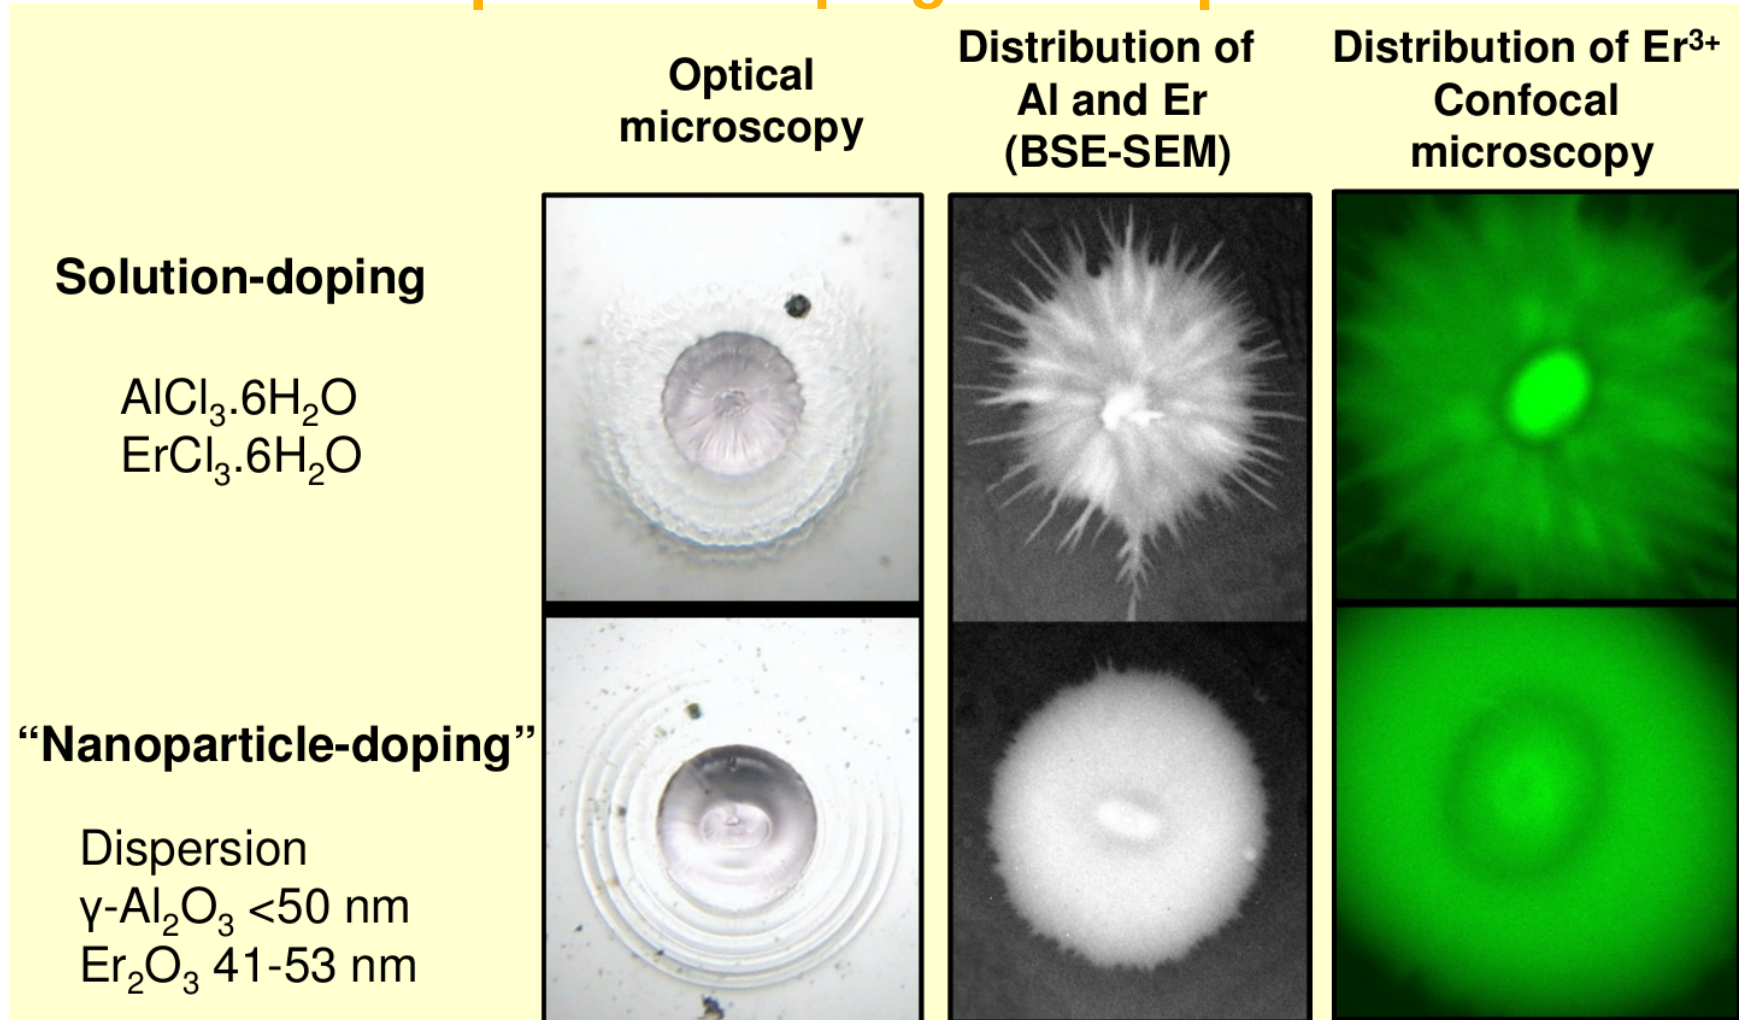 Optical
microscopy
Distribution of
Al and Er
(BSE-SEM)
Distribution of Er³⁺
Confocal
microscopy
Solution-doping
AlCl₃.6H₂O
ErCl₃.6H₂O
“Nanoparticle-doping”
Dispersion
γ-Al₂O₃ <50 nm
Er₂O₃ 41-53 nm